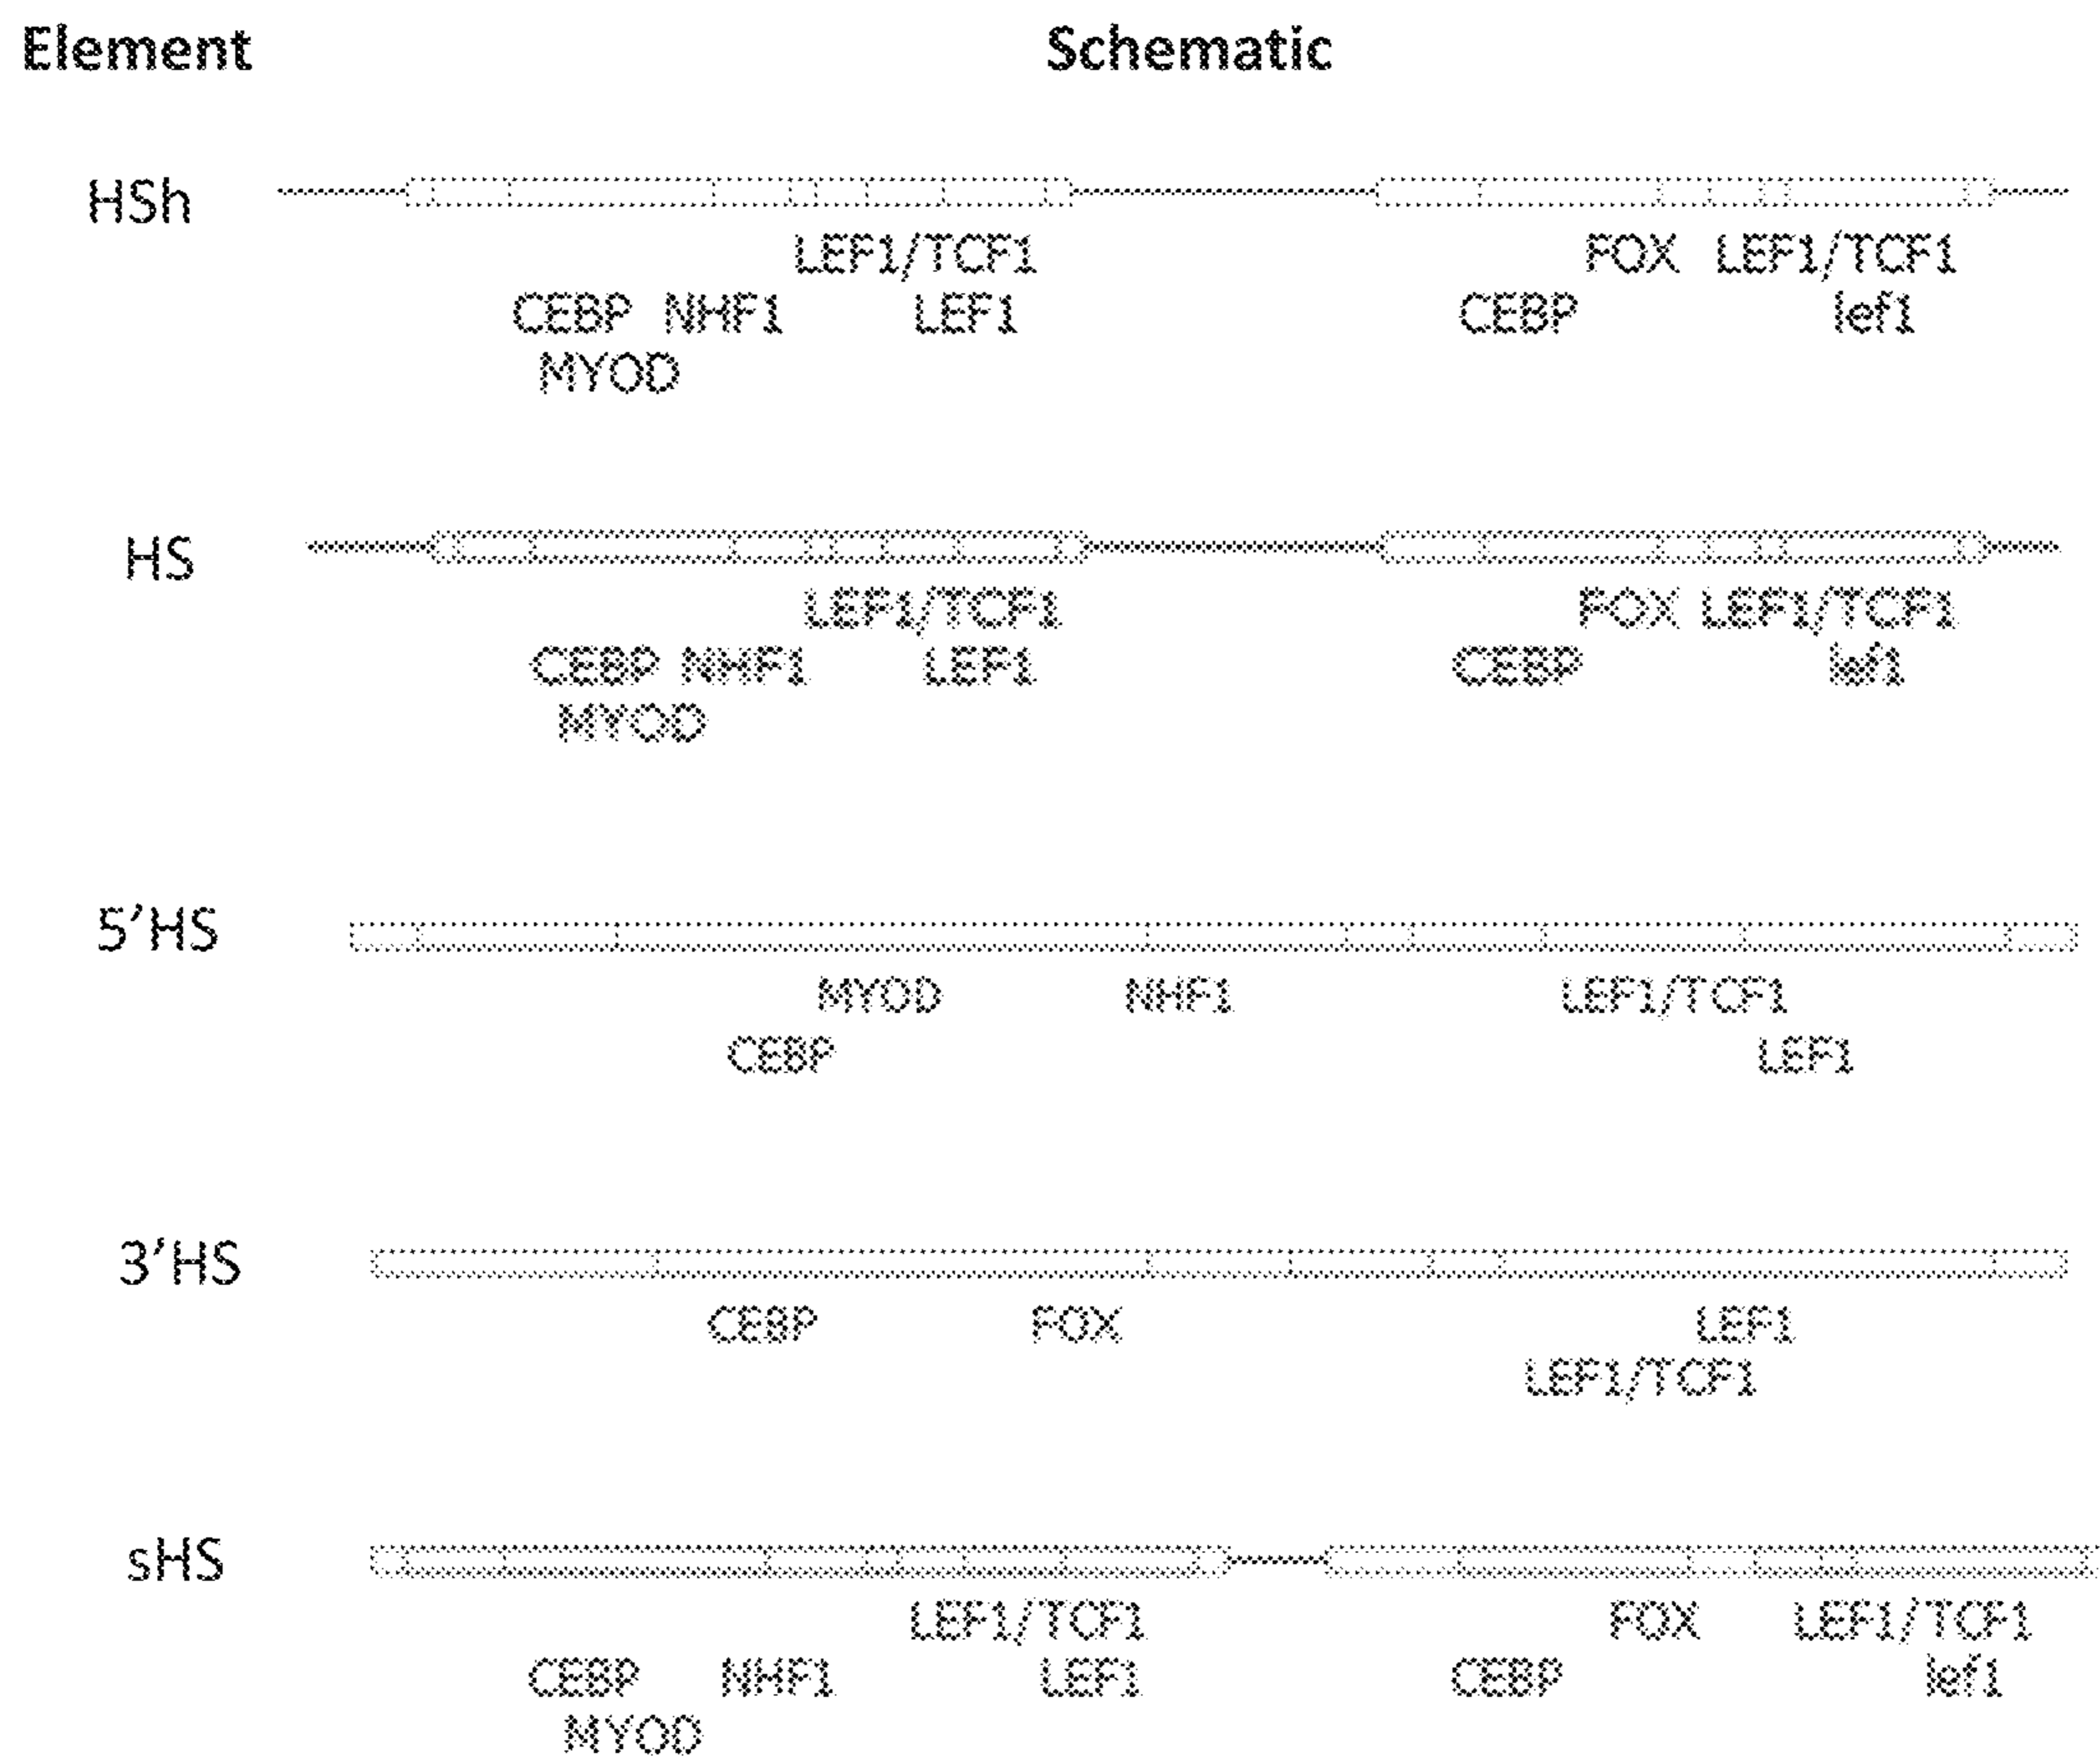 Element Schematic
HSh
LEF1/TCF1 FOX LEF1/TCF1
CEBP NHF1 LEF1 CEBP lef1
MYOD
HS
LEF1/TCF1 FOX LEF1/TCF1
CEBP NHF1 LEF1 CEBP lef1
MYOD
5'HS
MYOD NHF1 LEF1/TCF1
CEBP LEF1
3'HS
CEBP FOX LEF1
LEF1/TCF1
sHS
LEF1/TCF1 FOX LEF1/TCF1
CEBP NHF1 LEF1 CEBP lef1
MYOD